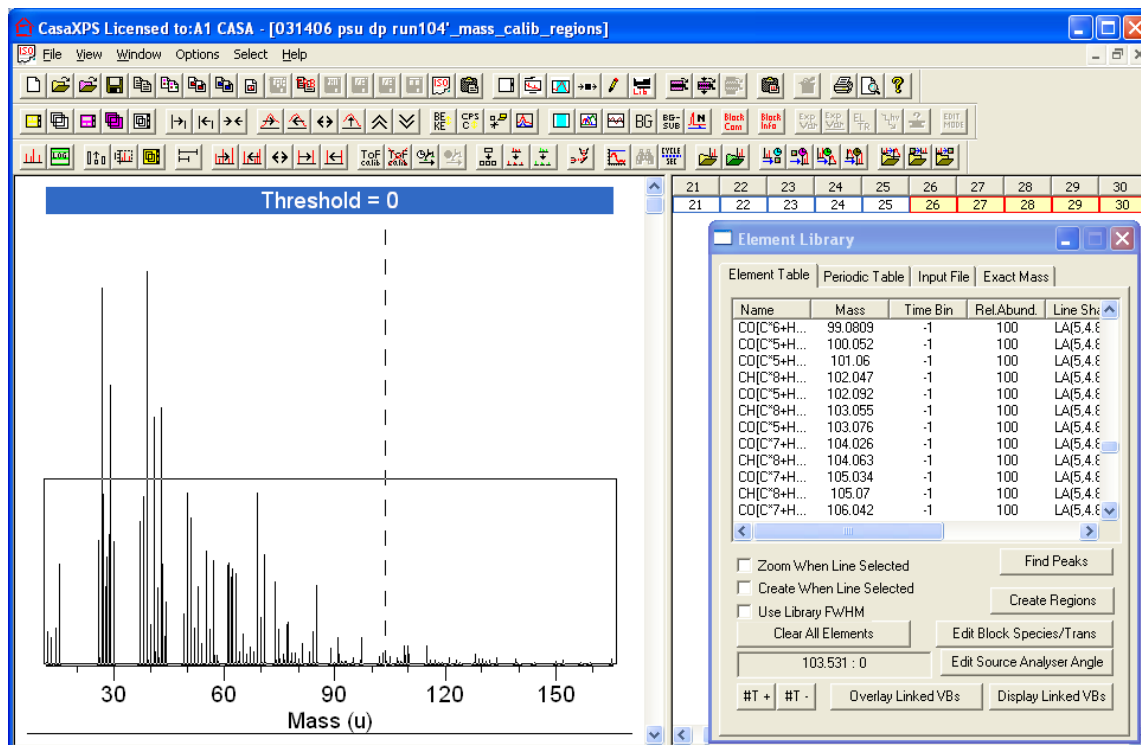 CasaXPS Licensed to:A1 CASA - [031406 psu dp run104'_mass_calib_regions]
File View Window Options Select Help
Threshold = 0
30 60 90 120 150
Mass (u)
21 22 23 24 25 26 27 28 29 30
21 22 23 24 25 26 27 28 29 30
Element Library
Element Table Periodic Table Input File Exact Mass
Name Mass Time Bin Rel.Abund. Line Sha
CO[C*6+H... 99.0809 -1 100 LA(5,4.8
CO[C*5+H... 100.052 -1 100 LA(5,4.8
CO[C*5+H... 101.06 -1 100 LA(5,4.8
CH[C*8+H... 102.047 -1 100 LA(5,4.8
CO[C*5+H... 102.092 -1 100 LA(5,4.8
CH[C*8+H... 103.055 -1 100 LA(5,4.8
CO[C*5+H... 103.076 -1 100 LA(5,4.8
CO[C*7+H... 104.026 -1 100 LA(5,4.8
CH[C*8+H... 104.063 -1 100 LA(5,4.8
CO[C*7+H... 105.034 -1 100 LA(5,4.8
CH[C*8+H... 105.07 -1 100 LA(5,4.8
CO[C*7+H... 106.042 -1 100 LA(5,4.8
Zoom When Line Selected
Find Peaks
Create When Line Selected
Create Regions
Use Library FWHM
Clear All Elements
Edit Block Species/Trans
103.531 : 0
Edit Source Analyser Angle
#T + #T - Overlay Linked VBs Display Linked VBs